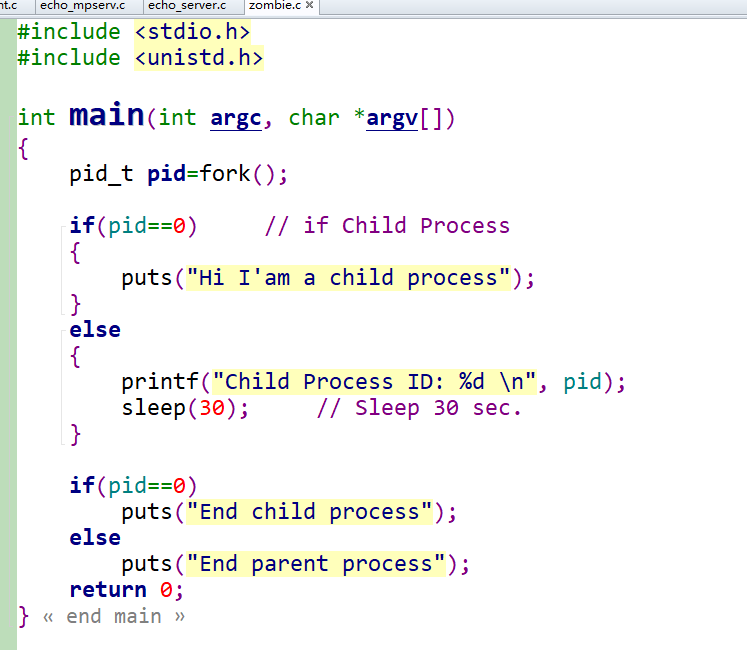 nt.c echo_mpserv.c echo_server.c zombie.c ×
#include <stdio.h>
#include <unistd.h>
int main(int argc, char *argv[])
{
pid_t pid=fork();
if(pid==0) // if Child Process
{
puts("Hi I'am a child process");
}
else
{
printf("Child Process ID: %d \n", pid);
sleep(30); // Sleep 30 sec.
}
if(pid==0)
puts("End child process");
else
puts("End parent process");
return 0;
} « end main »